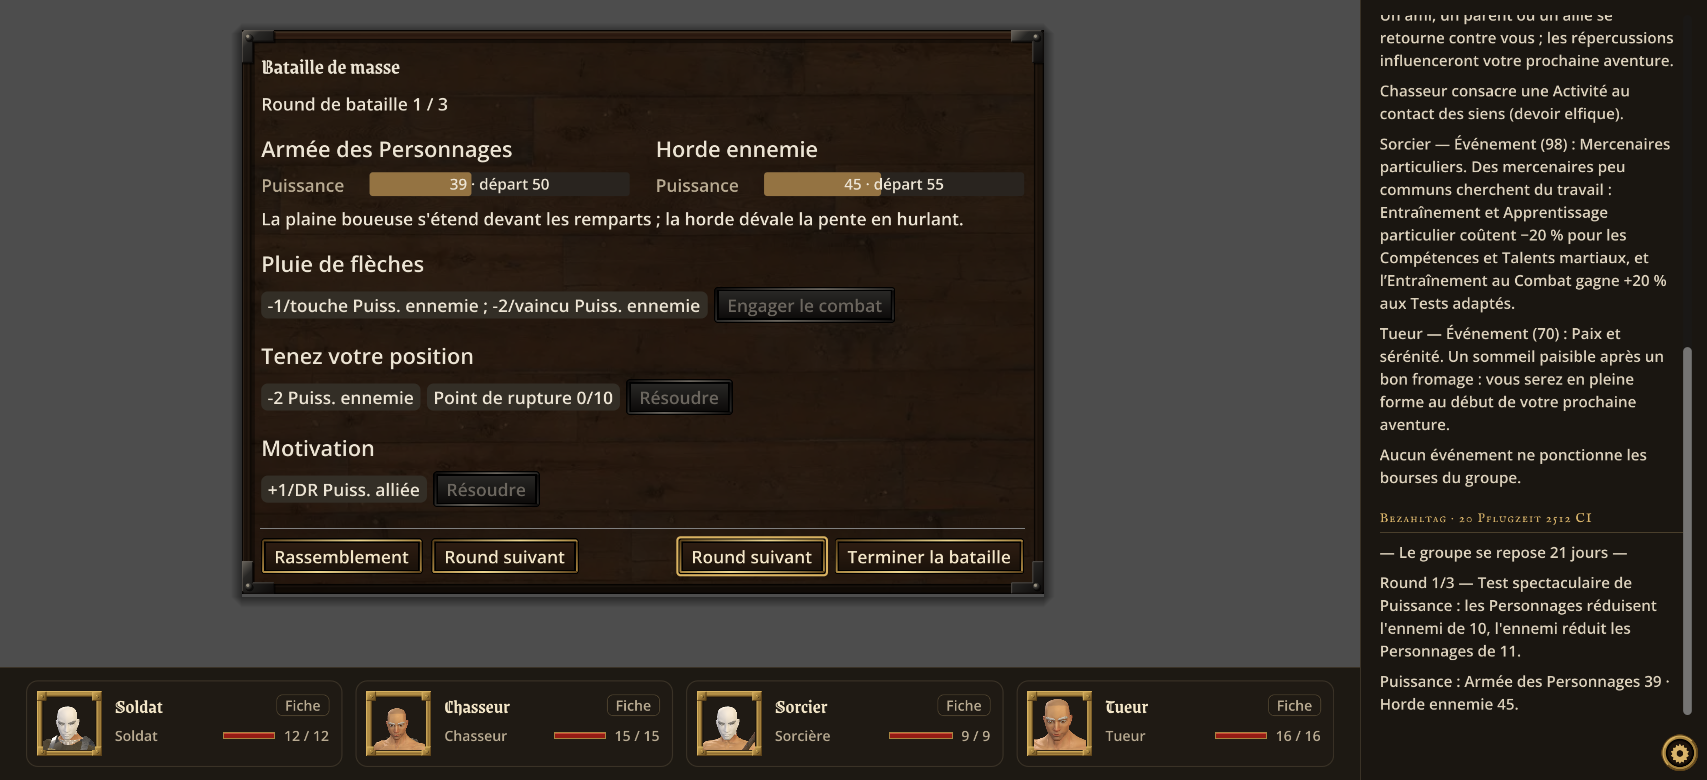 Bataille de masse
Round de bataille 1 / 3
Armée des Personnages
Horde ennemie
Puissance
39 · départ 50
Puissance
45 · départ 55
La plaine boueuse s'étend devant les remparts ; la horde dévale la pente en hurlant.
Pluie de flèches
-1/touche Puiss. ennemie ; -2/vaincu Puiss. ennemie
Engager le combat
Tenez votre position
-2 Puiss. ennemie
Point de rupture 0/10
Résoudre
Motivation
+1/DR Puiss. alliée
Résoudre
Rassemblement
Round suivant
Round suivant
Terminer la bataille
Soldat
Fiche
Soldat
12 / 12
Chasseur
Fiche
Chasseur
15 / 15
Sorcier
Fiche
Sorcière
9 / 9
Tueur
Fiche
Tueur
16 / 16
Un ami, un parent ou un allié se
retourne contre vous ; les répercussions
influenceront votre prochaine aventure.
Chasseur consacre une Activité au
contact des siens (devoir elfique).
Sorcier — Événement (98) : Mercenaires
particuliers. Des mercenaires peu
communs cherchent du travail :
Entraînement et Apprentissage
particulier coûtent −20 % pour les
Compétences et Talents martiaux, et
l’Entraînement au Combat gagne +20 %
aux Tests adaptés.
Tueur — Événement (70) : Paix et
sérénité. Un sommeil paisible après un
bon fromage : vous serez en pleine
forme au début de votre prochaine
aventure.
Aucun événement ne ponctionne les
bourses du groupe.
Bezahltag · 20 Pflugzeit 2512 CI
— Le groupe se repose 21 jours —
Round 1/3 — Test spectaculaire de
Puissance : les Personnages réduisent
l'ennemi de 10, l'ennemi réduit les
Personnages de 11.
Puissance : Armée des Personnages 39 ·
Horde ennemie 45.